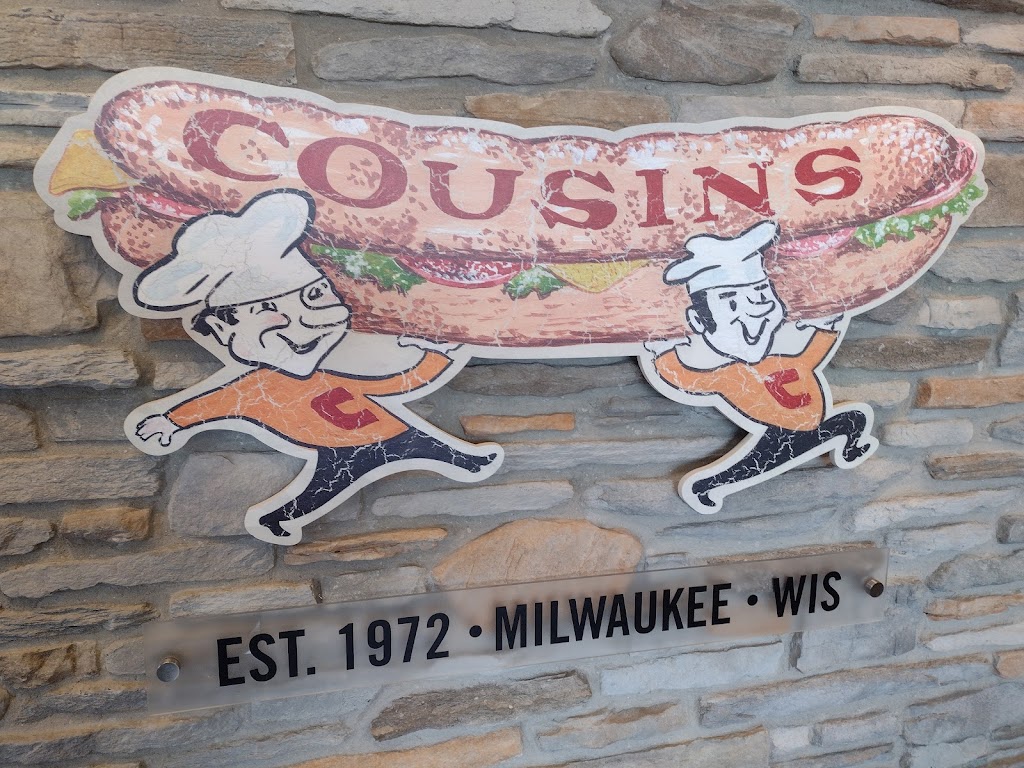 COUSINS
C C
EST. 1972 • MILWAUKEE • WIS